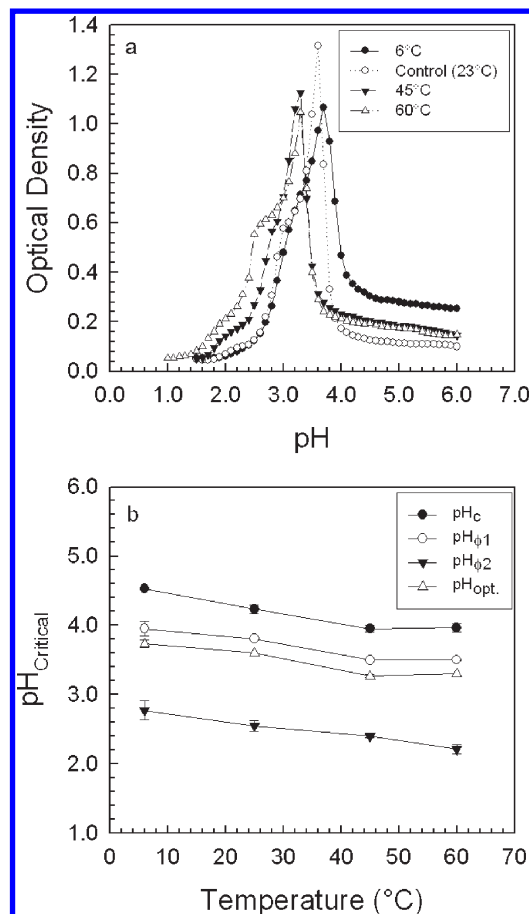 a
6°C
Control (23°C)
45°C
60°C
1.4
1.2
1.0
0.8
0.6
0.4
0.2
0.0
Optical Density
0.0 1.0 2.0 3.0 4.0 5.0 6.0 7.0
pH
b
pHc
pHϕ1
pHϕ2
pHopt.
6.0
5.0
4.0
3.0
2.0
1.0
pHCritical
0 10 20 30 40 50 60 70
Temperature (°C)